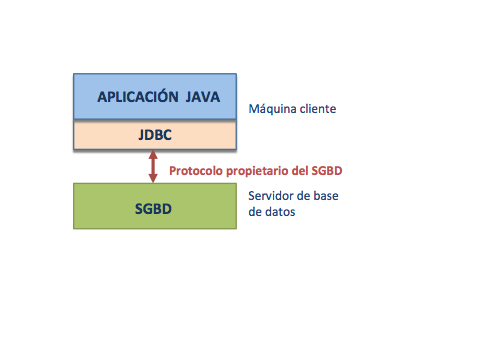 APLICACIÓN JAVA
Máquina cliente
JDBC
Protocolo propietario del SGBD
SGBD
Servidor de base
de datos